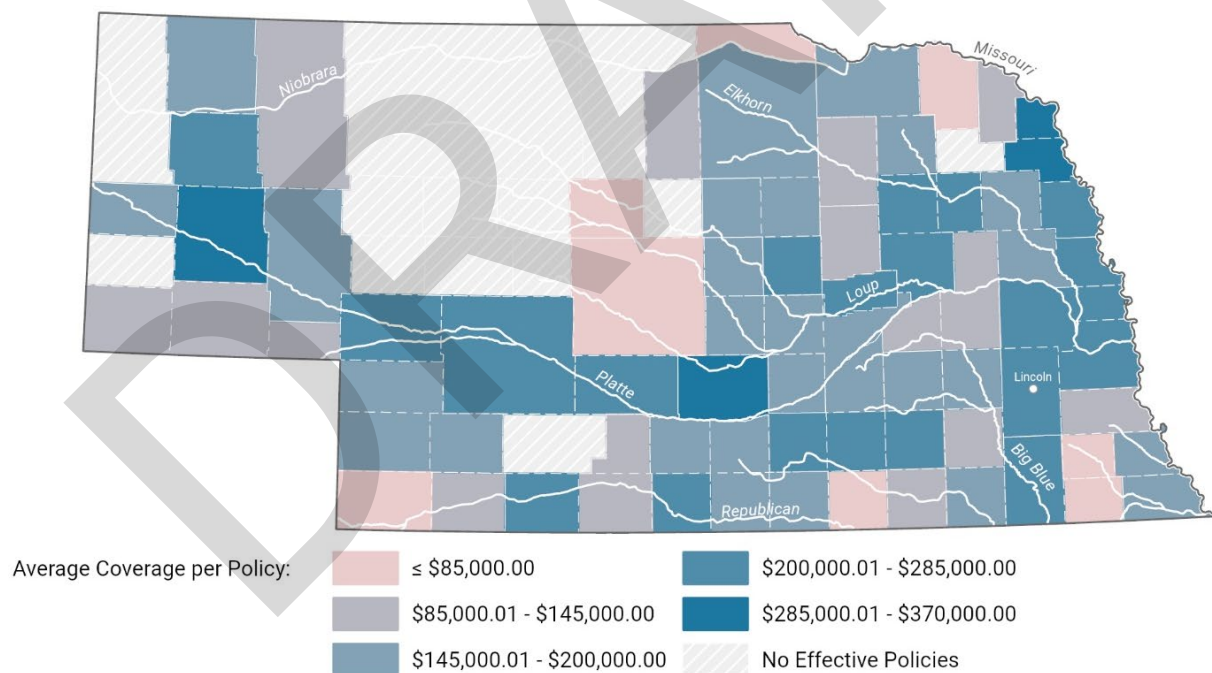 Missouri
Niobrara
Elkhorn
Loup
Platte
Lincoln
Big Blue
Republican
DRA
Average Coverage per Policy:
≤ $85,000.00
$85,000.01 - $145,000.00
$145,000.01 - $200,000.00
$200,000.01 - $285,000.00
$285,000.01 - $370,000.00
No Effective Policies